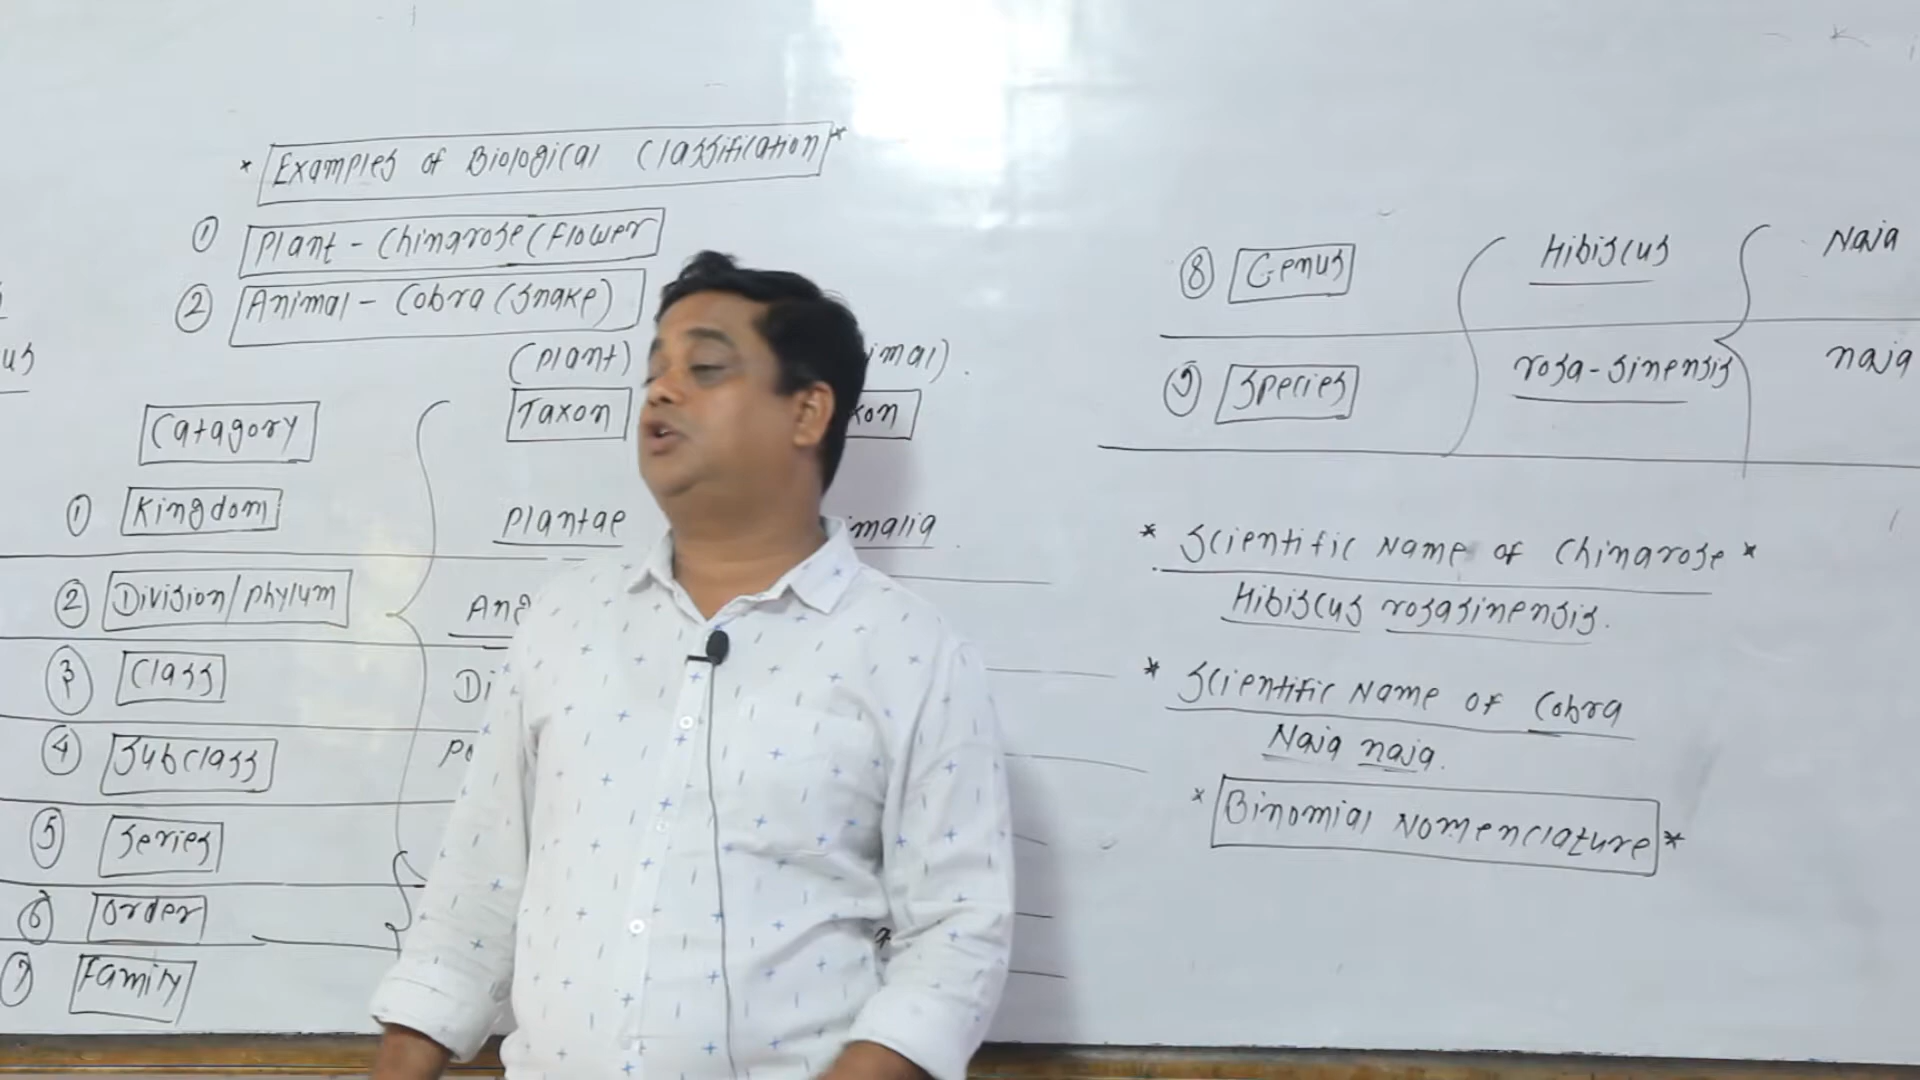 * Examples of Biological Classification *
① Plant - Chinarose (Flower
② Animal - Cobra (Snake)
(Plant)
Catagory Taxon
① Kingdom Plantae
② Division/Phylum
③ Class
④ Subclass
⑤ Series
⑥ Order
⑦ Family
⑧ Genus Hibiscus Naja
⑨ Species rosa-sinensis naja
* Scientific Name of Chinarose *
Hibiscus rosasinensis.
* Scientific Name of Cobra
Naja naja.
* Binomial Nomenclature *